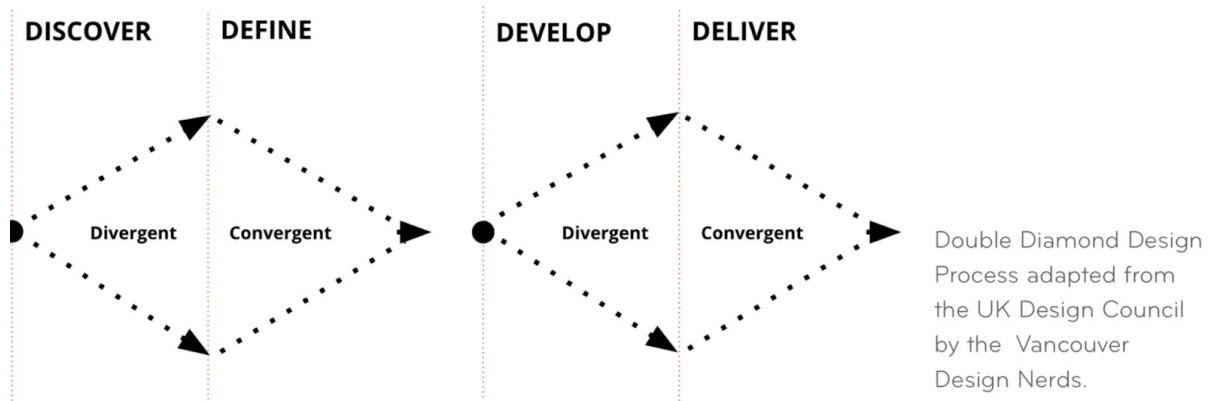 DISCOVER
DEFINE
DEVELOP
DELIVER
Divergent
Convergent
Divergent
Convergent
Double Diamond Design
Process adapted from
the UK Design Council
by the Vancouver
Design Nerds.